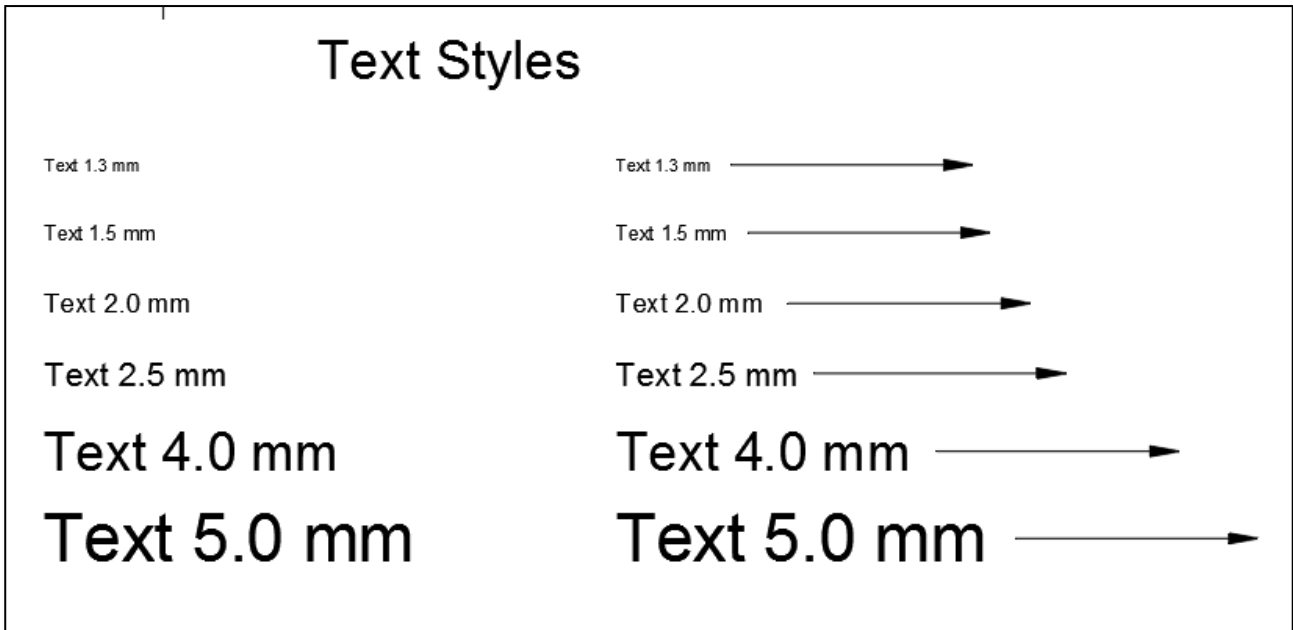 Text Styles
Text 1.3 mm Text 1.3 mm
Text 1.5 mm Text 1.5 mm
Text 2.0 mm Text 2.0 mm
Text 2.5 mm Text 2.5 mm
Text 4.0 mm Text 4.0 mm
Text 5.0 mm Text 5.0 mm